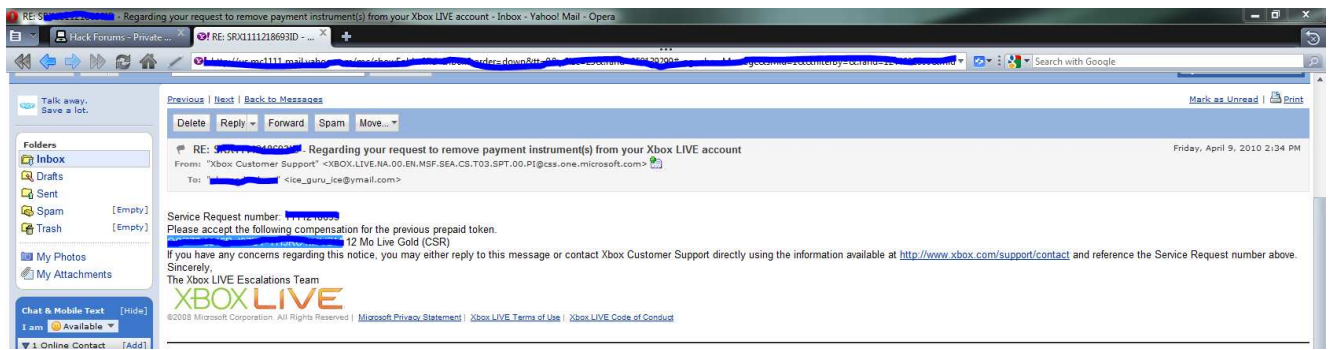 RE: SRX1111218693ID - Regarding your request to remove payment instrument(s) from your Xbox LIVE account - Inbox - Yahoo! Mail - Opera
Hack Forums - Private ...
RE: SRX1111218693ID - ...
Search with Google
Talk away.
Save a lot.
Previous | Next | Back to Messages
Mark as Unread | Print
Delete Reply Forward Spam Move...
Folders
Inbox
Drafts
Sent
Spam [Empty]
Trash [Empty]
My Photos
My Attachments
Chat & Mobile Text [Hide]
I am Available
1 Online Contact [Add]
RE: - Regarding your request to remove payment instrument(s) from your Xbox LIVE account
Friday, April 9, 2010 2:34 PM
From: "Xbox Customer Support" <XBOX.LIVE.NA.00.EN.MSF.SEA.CS.T03.SPT.00.PI@css.one.microsoft.com>
To: <ice_guru_ice@ymail.com>
Service Request number:
Please accept the following compensation for the previous prepaid token.
12 Mo Live Gold (CSR)
If you have any concerns regarding this notice, you may either reply to this message or contact Xbox Customer Support directly using the information available at http://www.xbox.com/support/contact and reference the Service Request number above.
Sincerely,
The Xbox LIVE Escalations Team
XBOX LIVE
©2008 Microsoft Corporation. All Rights Reserved | Microsoft Privacy Statement | Xbox LIVE Terms of Use | Xbox LIVE Code of Conduct